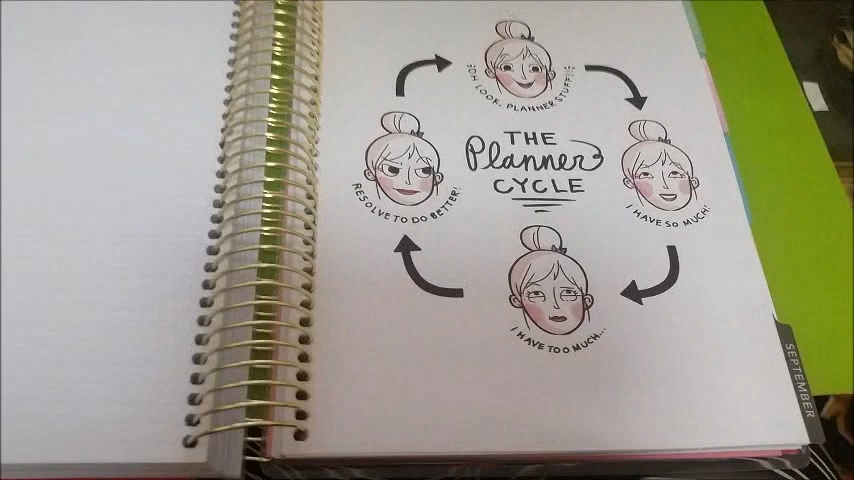 OH LOOK, PLANNER STUFF!
THE
Planner
CYCLE
RESOLVE TO DO BETTER!
I HAVE SO MUCH!
I HAVE TOO MUCH...
SEPTEMBER